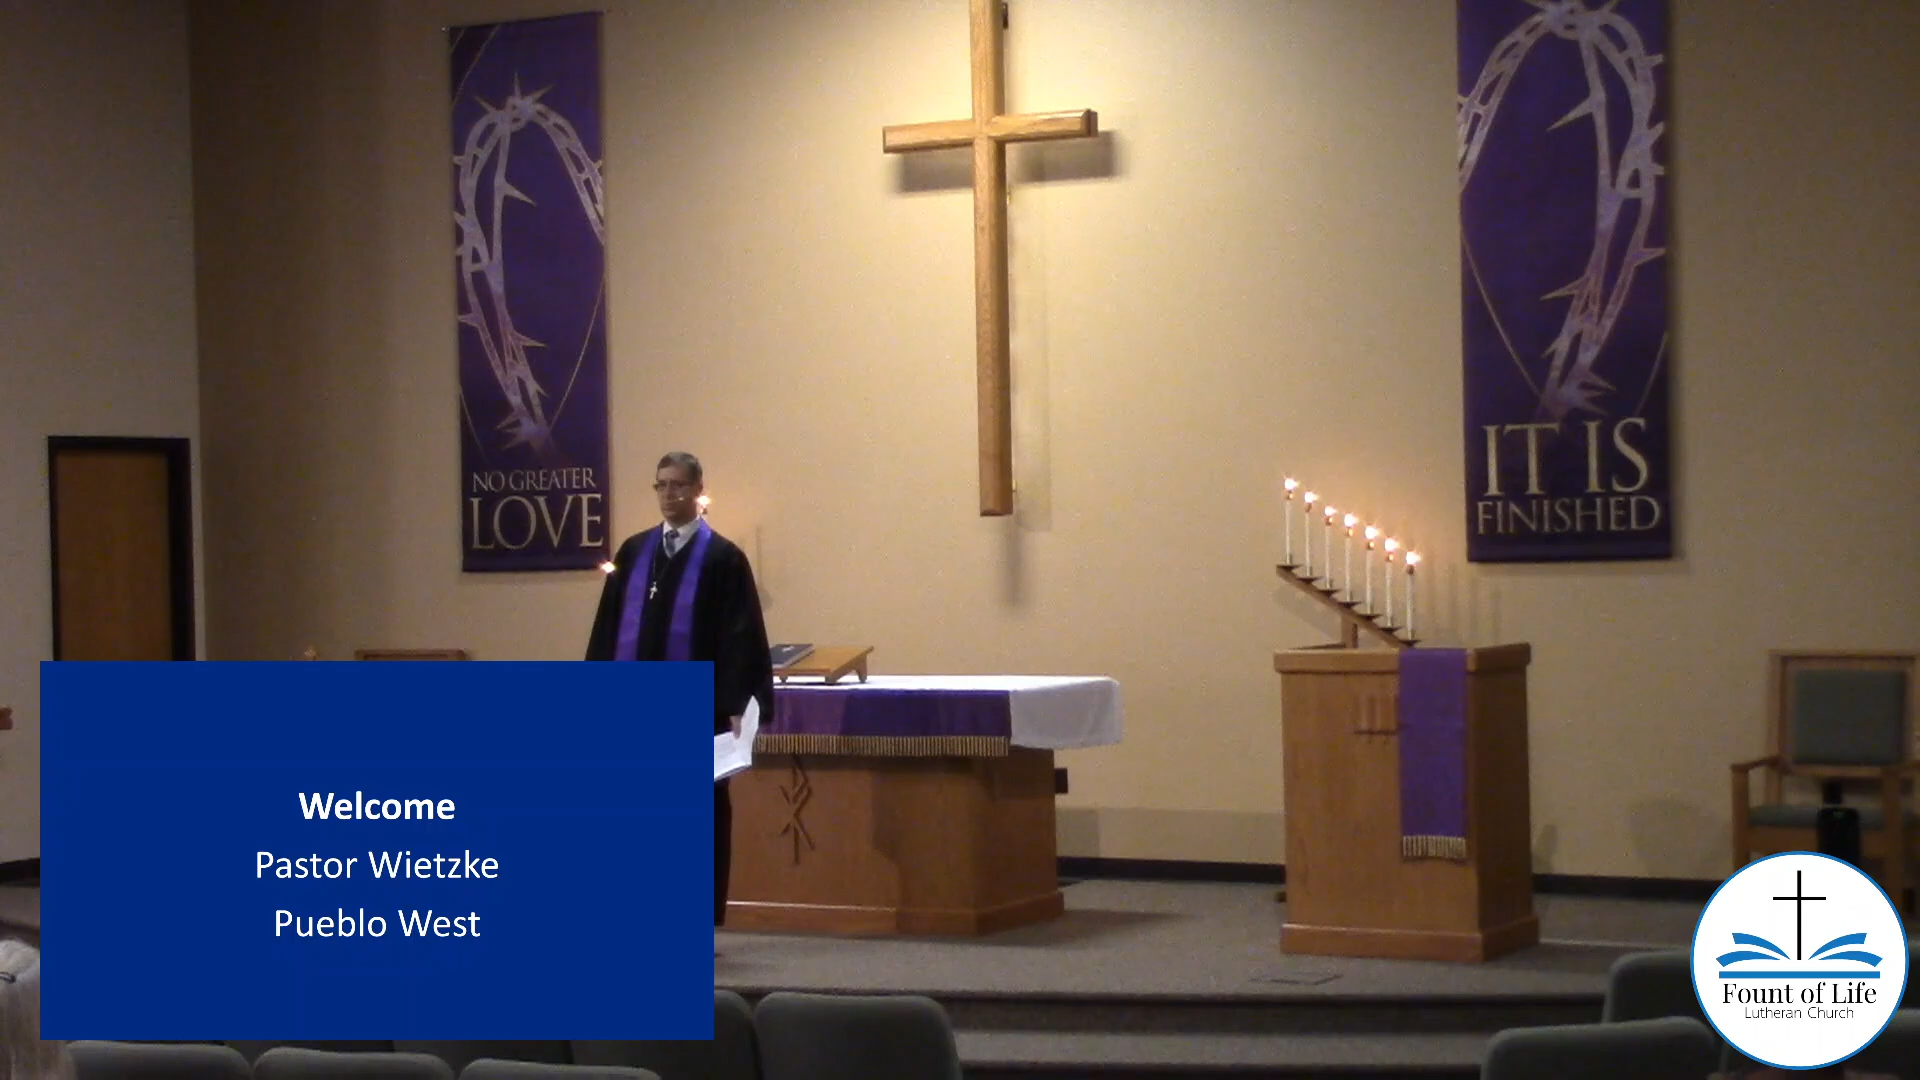 NO GREATER
LOVE
IT IS
FINISHED
Welcome
Pastor Wietzke
Pueblo West
Fount of Life
Lutheran Church